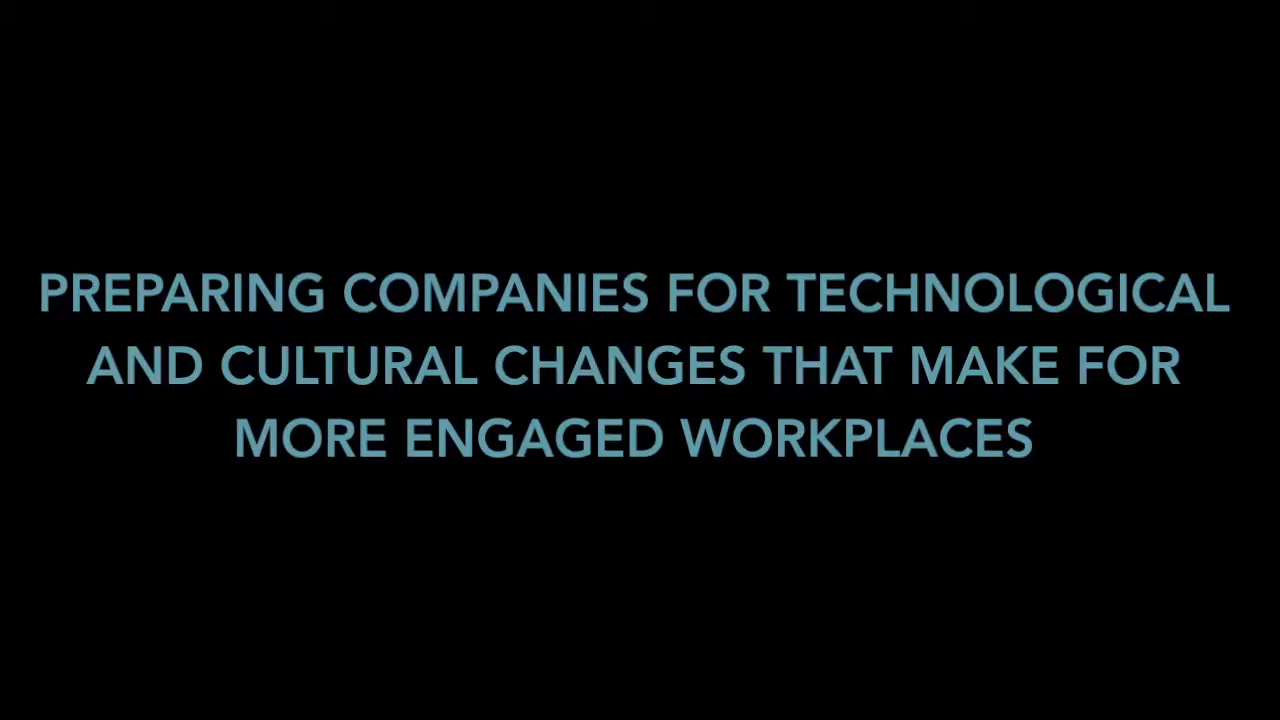 PREPARING COMPANIES FOR TECHNOLOGICAL
AND CULTURAL CHANGES THAT MAKE FOR
MORE ENGAGED WORKPLACES